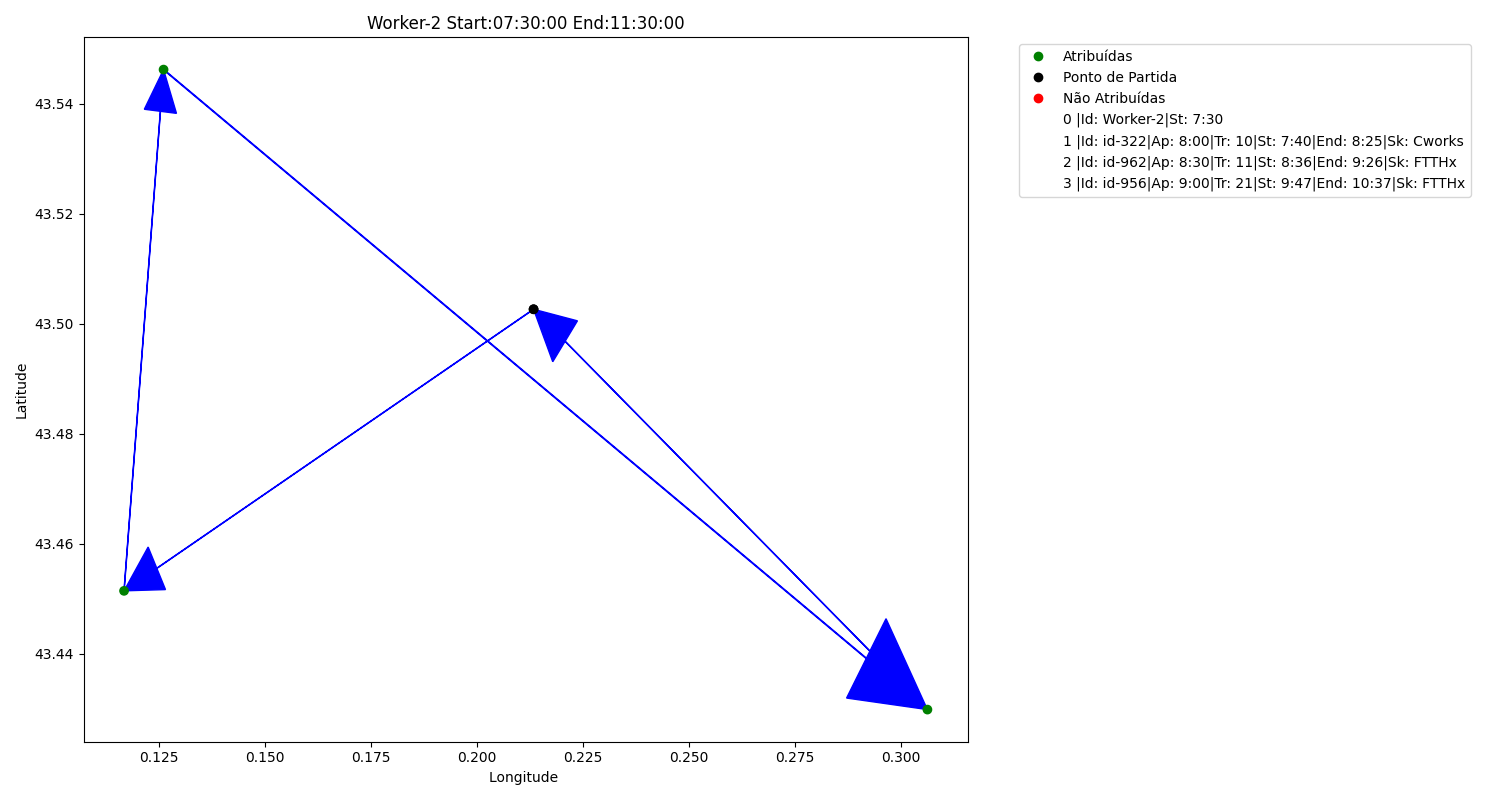 Worker-2 Start:07:30:00 End:11:30:00
Atribuídas
Ponto de Partida
Não Atribuídas
0 |Id: Worker-2|St: 7:30
1 |Id: id-322|Ap: 8:00|Tr: 10|St: 7:40|End: 8:25|Sk: Cworks
2 |Id: id-962|Ap: 8:30|Tr: 11|St: 8:36|End: 9:26|Sk: FTTHx
3 |Id: id-956|Ap: 9:00|Tr: 21|St: 9:47|End: 10:37|Sk: FTTHx
Latitude
43.54
43.52
43.50
43.48
43.46
43.44
0.125 0.150 0.175 0.200 0.225 0.250 0.275 0.300
Longitude